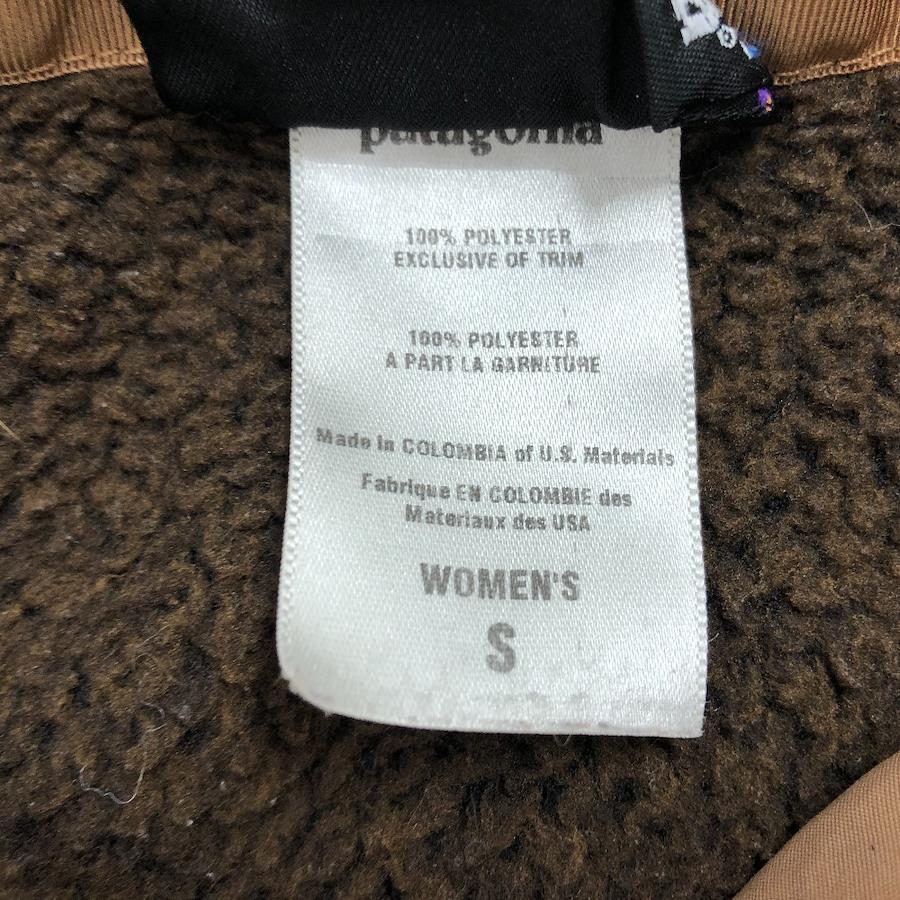 patagonia
100% POLYESTER
EXCLUSIVE OF TRIM
100% POLYESTER
A PART LA GARNITURE
Made in COLOMBIA of U.S. Materials
Fabrique EN COLOMBIE des
Materiaux des USA
WOMEN'S
S